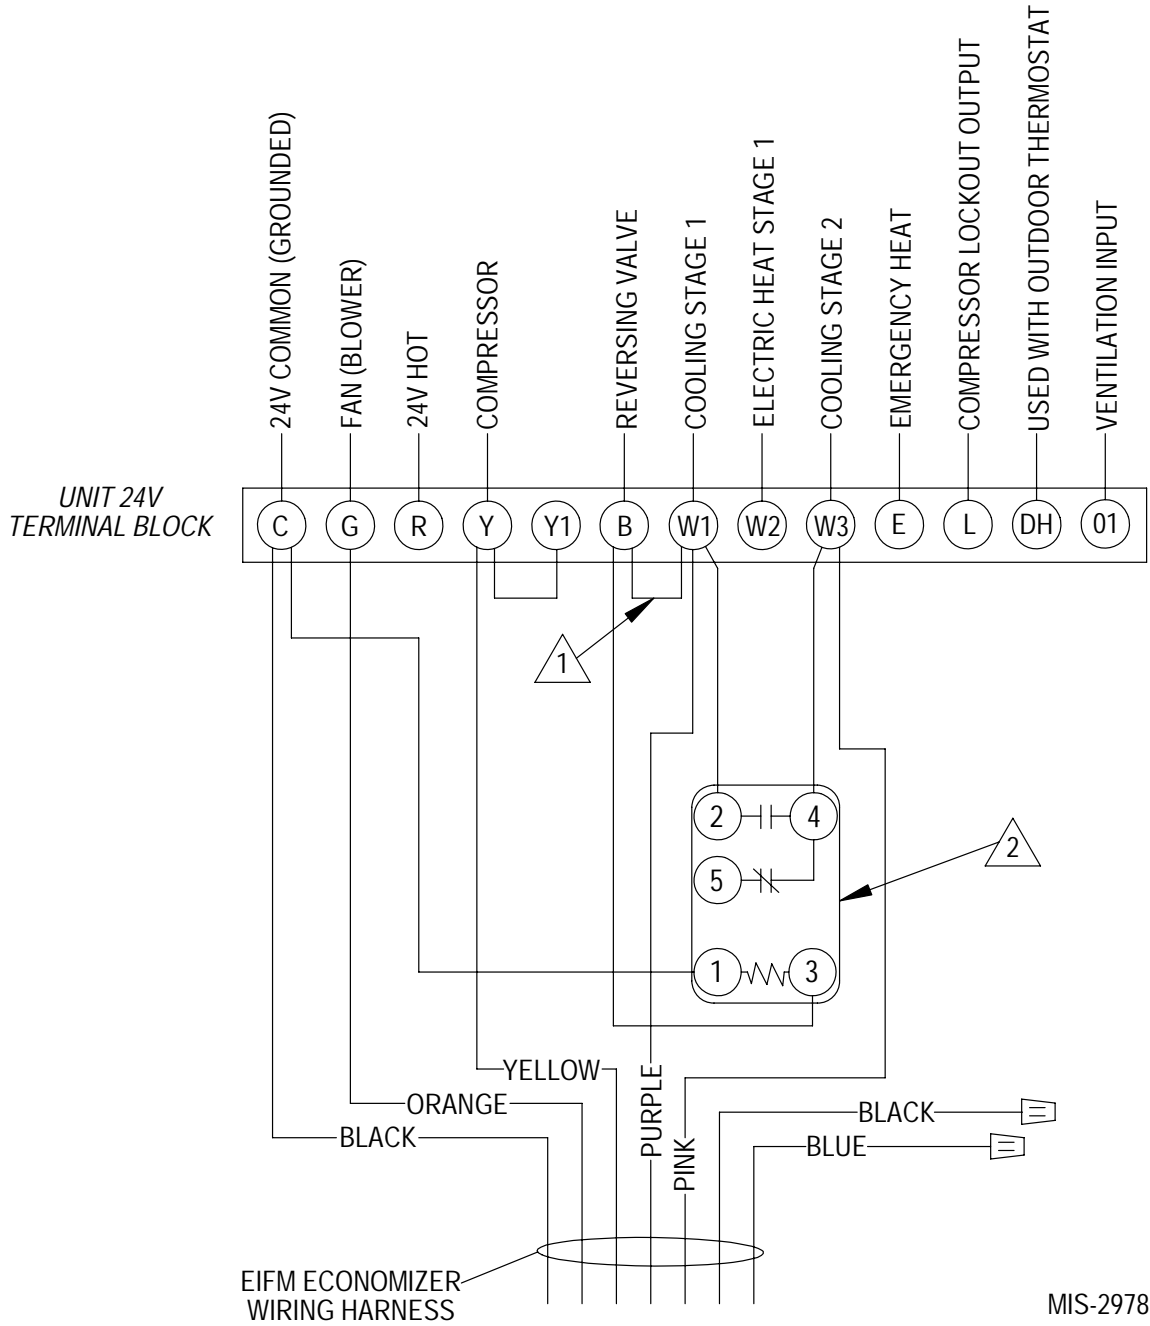 24V COMMON (GROUNDED)
FAN (BLOWER)
24V HOT
COMPRESSOR
REVERSING VALVE
COOLING STAGE 1
ELECTRIC HEAT STAGE 1
COOLING STAGE 2
EMERGENCY HEAT
COMPRESSOR LOCKOUT OUTPUT
USED WITH OUTDOOR THERMOSTAT
VENTILATION INPUT
UNIT 24V
TERMINAL BLOCK
C G R Y Y1 B W1 W2 W3 E L DH 01
1
2 4
2
5
1 3
YELLOW
ORANGE
BLACK
PURPLE
PINK
BLACK
BLUE
EIFM ECONOMIZER
WIRING HARNESS
MIS-2978